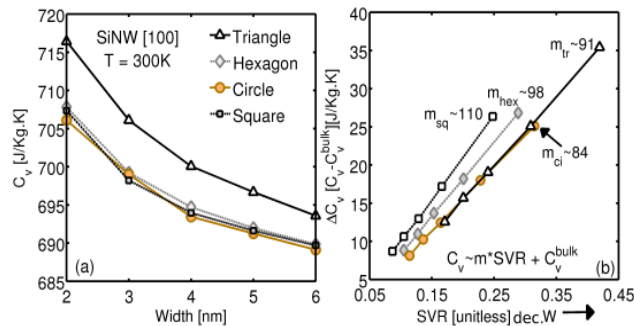 720
715
710
705
700
695
690
685
C_v [J/Kg.K]
SiNW [100]
T = 300K
Triangle
Hexagon
Circle
Square
(a)
2 3 4 5 6
Width [nm]
45
40
35
30
25
20
15
10
5
ΔC_v [C_v-C_v^bulk][J/Kg.K]
m_tr~91
m_hex~98
m_sq~110
m_ci~84
C_v~m*SVR + C_v^bulk
(b)
0.05 0.15 0.25 0.35 0.45
SVR [unitless] dec.W